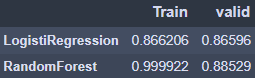 Train valid
LogistiRegression 0.866206 0.86596
RandomForest 0.999922 0.88529